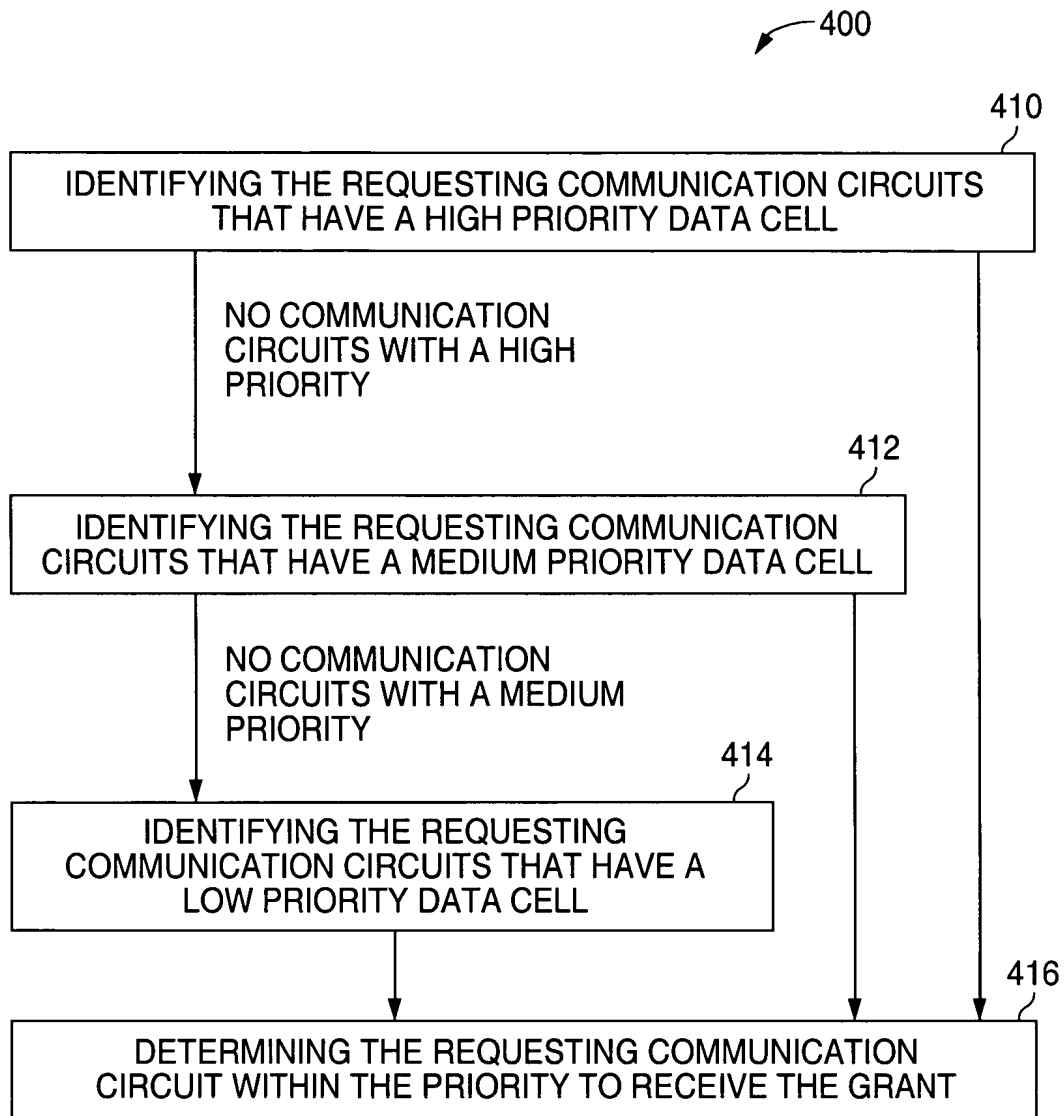 400
410
IDENTIFYING THE REQUESTING COMMUNICATION CIRCUITS
THAT HAVE A HIGH PRIORITY DATA CELL
NO COMMUNICATION
CIRCUITS WITH A HIGH
PRIORITY
412
IDENTIFYING THE REQUESTING COMMUNICATION
CIRCUITS THAT HAVE A MEDIUM PRIORITY DATA CELL
NO COMMUNICATION
CIRCUITS WITH A MEDIUM
PRIORITY
414
IDENTIFYING THE REQUESTING
COMMUNICATION CIRCUITS THAT HAVE A
LOW PRIORITY DATA CELL
416
DETERMINING THE REQUESTING COMMUNICATION
CIRCUIT WITHIN THE PRIORITY TO RECEIVE THE GRANT